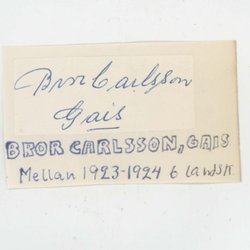 Bror Carlsson
Gais
BROR CARLSSON, GAIS
Mellan 1923-1924 6 Landsk.